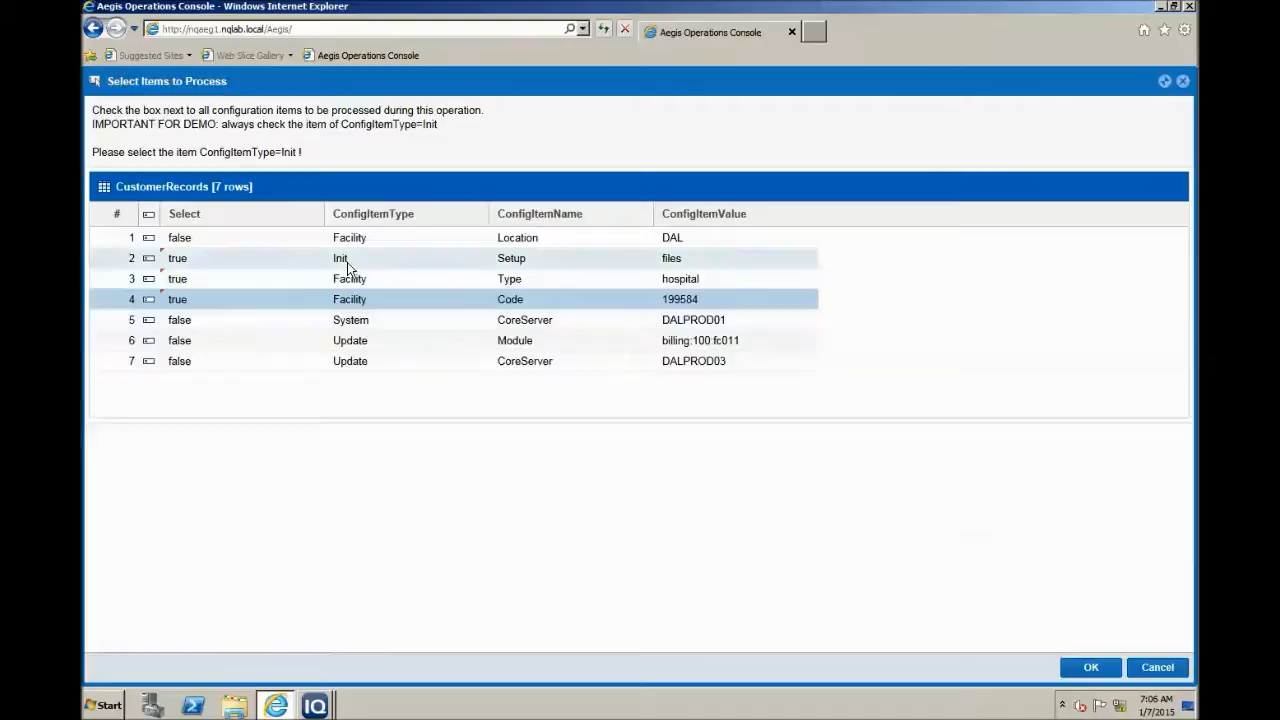 Aegis Operations Console - Windows Internet Explorer
http://nqaeg1.nqlab.local/Aegis/
Aegis Operations Console
Suggested Sites
Web Slice Gallery
Aegis Operations Console
Select Items to Process
Check the box next to all configuration items to be processed during this operation.
IMPORTANT FOR DEMO: always check the item of ConfigItemType=Init
Please select the item ConfigItemType=Init !
CustomerRecords [7 rows]
# Select ConfigItemType ConfigItemName ConfigItemValue
1 false Facility Location DAL
2 true Init Setup files
3 true Facility Type hospital
4 true Facility Code 199584
5 false System CoreServer DALPROD01
6 false Update Module billing:100:fc011
7 false Update CoreServer DALPROD03
OK Cancel
Start
IQ
7:06 AM
1/7/2015